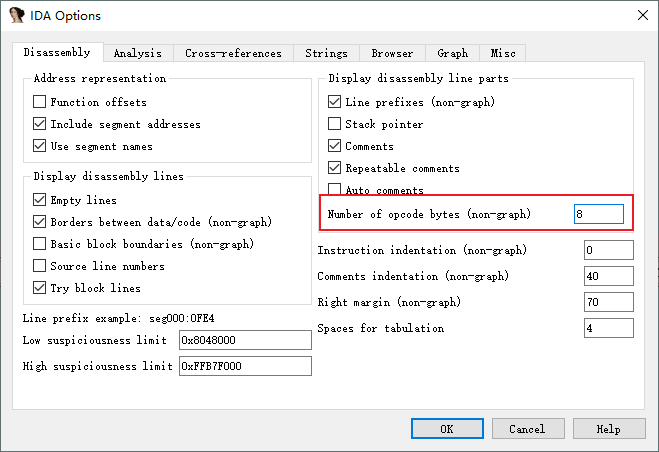 IDA Options
Disassembly Analysis Cross-references Strings Browser Graph Misc
Address representation
Function offsets
Include segment addresses
Use segment names
Display disassembly lines
Empty lines
Borders between data/code (non-graph)
Basic block boundaries (non-graph)
Source line numbers
Try block lines
Line prefix example: seg000:0FE4
Low suspiciousness limit 0x8048000
High suspiciousness limit 0xFFB7F000
Display disassembly line parts
Line prefixes (non-graph)
Stack pointer
Comments
Repeatable comments
Auto comments
Number of opcode bytes (non-graph) 8
Instruction indentation (non-graph) 0
Comments indentation (non-graph) 40
Right margin (non-graph) 70
Spaces for tabulation 4
OK Cancel Help